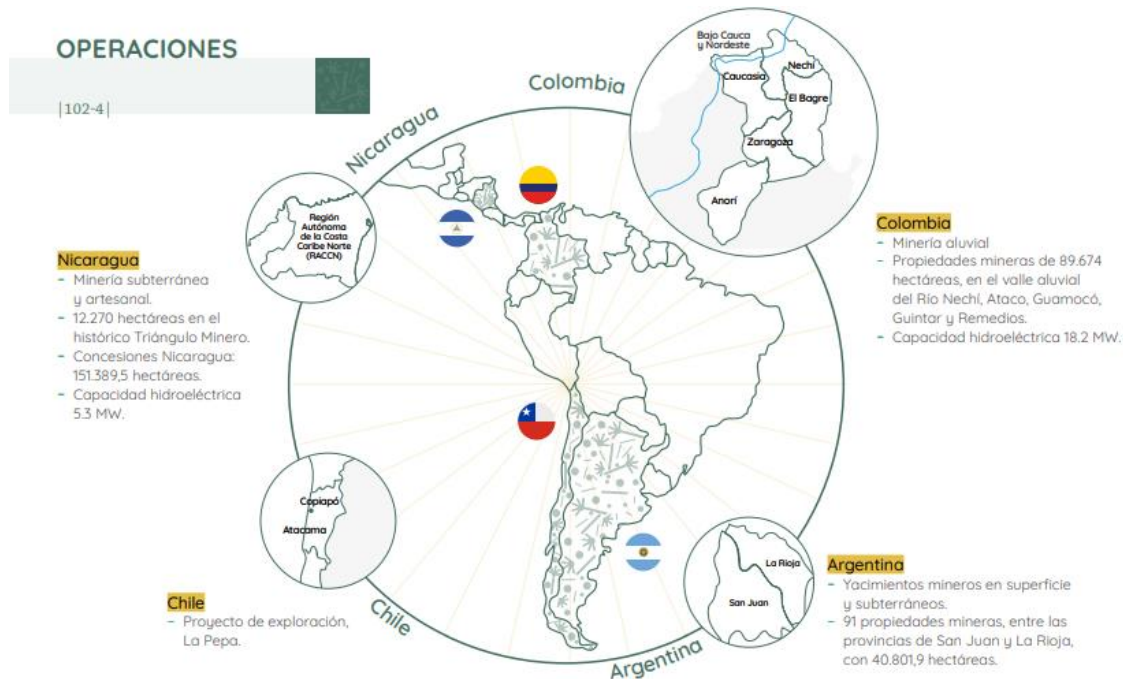 OPERACIONES
|102-4|
Nicaragua
Colombia
Chile
Argentina
Bajo Cauca
y Nordeste
Nechí
Caucasia
El Bagre
Zaragoza
Anorí
Región
Autónoma
de la Costa
Caribe Norte
(RACCN)
Nicaragua
- Minería subterránea
y artesanal.
- 12.270 hectáreas en el
histórico Triángulo Minero.
- Concesiones Nicaragua:
151.389,5 hectáreas.
- Capacidad hidroeléctrica
5.3 MW.
Colombia
- Minería aluvial
- Propiedades mineras de 89.674
hectáreas, en el valle aluvial
del Río Nechí, Ataco, Guamocó,
Guintar y Remedios.
- Capacidad hidroeléctrica 18.2 MW.
Copiapó
Atacama
Chile
- Proyecto de exploración,
La Pepa.
La Rioja
San Juan
Argentina
- Yacimientos mineros en superficie
y subterráneos.
- 91 propiedades mineras, entre las
provincias de San Juan y La Rioja,
con 40.801,9 hectáreas.